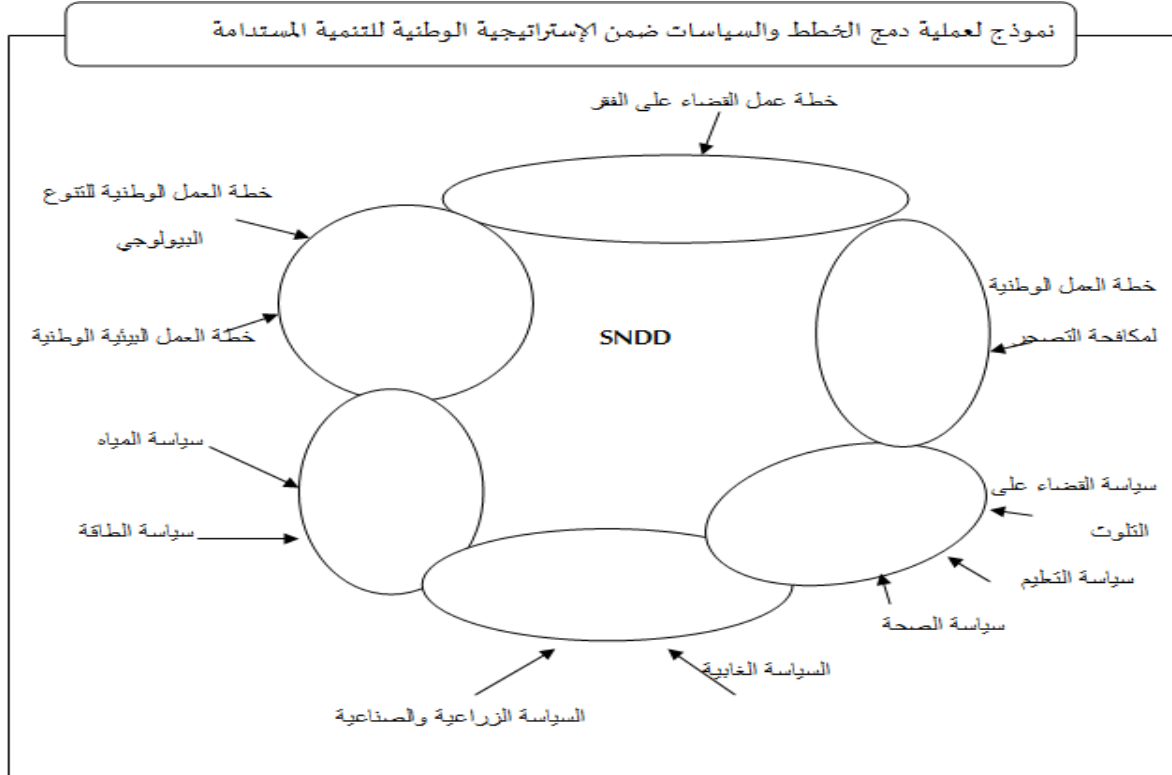 نموذج لعملية دمج الخطط والسياسات ضمن الإستراتيجية الوطنية للتنمية المستدامة
خطة عمل القضاء على الفقر
خطة العمل الوطنية للتنوع
البيولوجي
خطة العمل الوطنية
لمكافحة التصحر
خطة العمل البيئية الوطنية
SNDD
سياسة المياه
سياسة الطاقة
سياسة القضاء على
التلوت
سياسة التعليم
سياسة الصحة
السياسة الغابية
السياسة الزراعية والصناعية